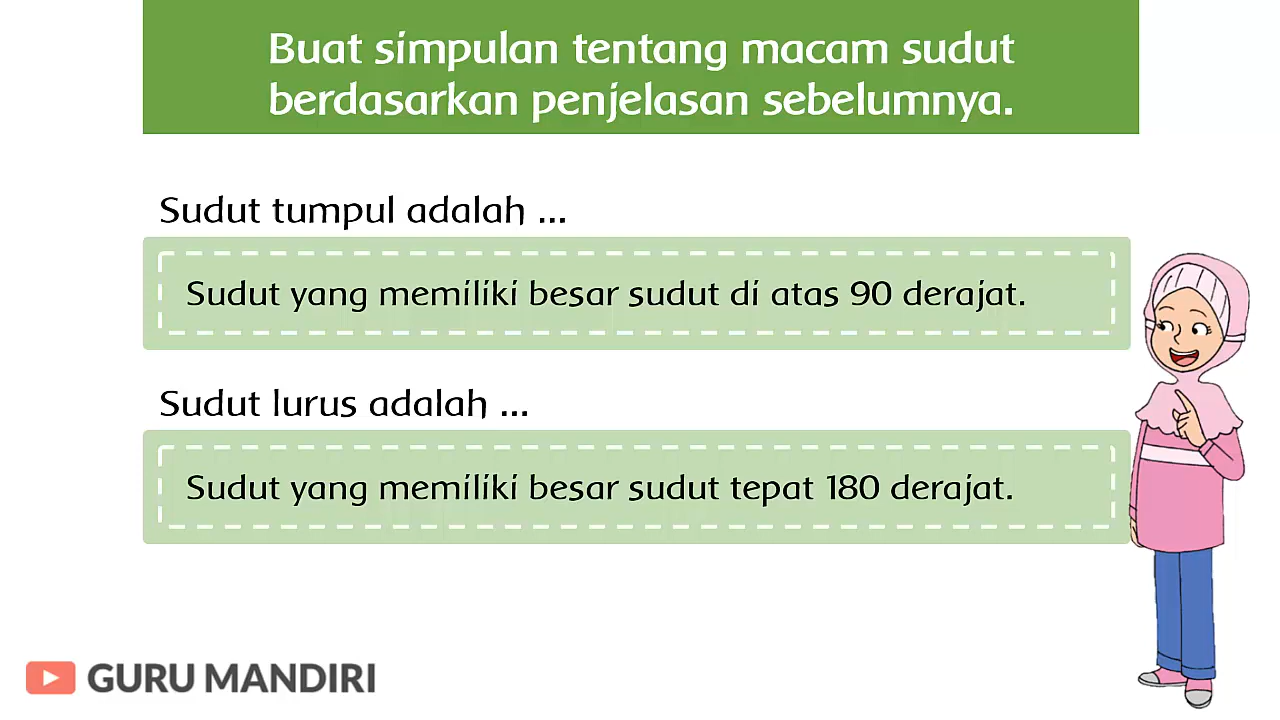 Buat simpulan tentang macam sudut
berdasarkan penjelasan sebelumnya.
Sudut tumpul adalah ...
Sudut yang memiliki besar sudut di atas 90 derajat.
Sudut lurus adalah ...
Sudut yang memiliki besar sudut tepat 180 derajat.
GURU MANDIRI